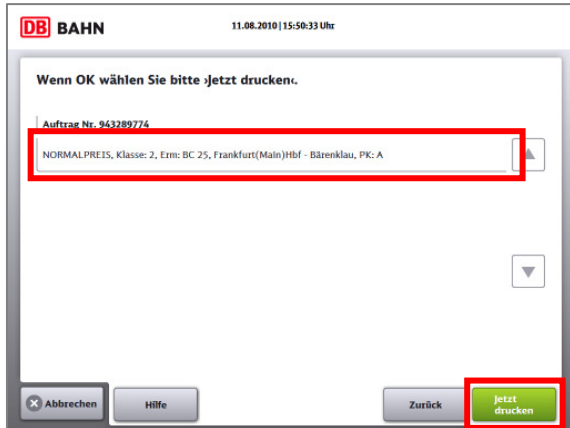 DB BAHN
11.08.2010 | 15:50:33 Uhr
Wenn OK wählen Sie bitte ›Jetzt drucken‹.
Auftrag Nr. 943289774
NORMALPREIS, Klasse: 2, Erm: BC 25, Frankfurt(Main)Hbf - Bärenklau, PK: A
Abbrechen
Hilfe
Zurück
Jetzt
drucken